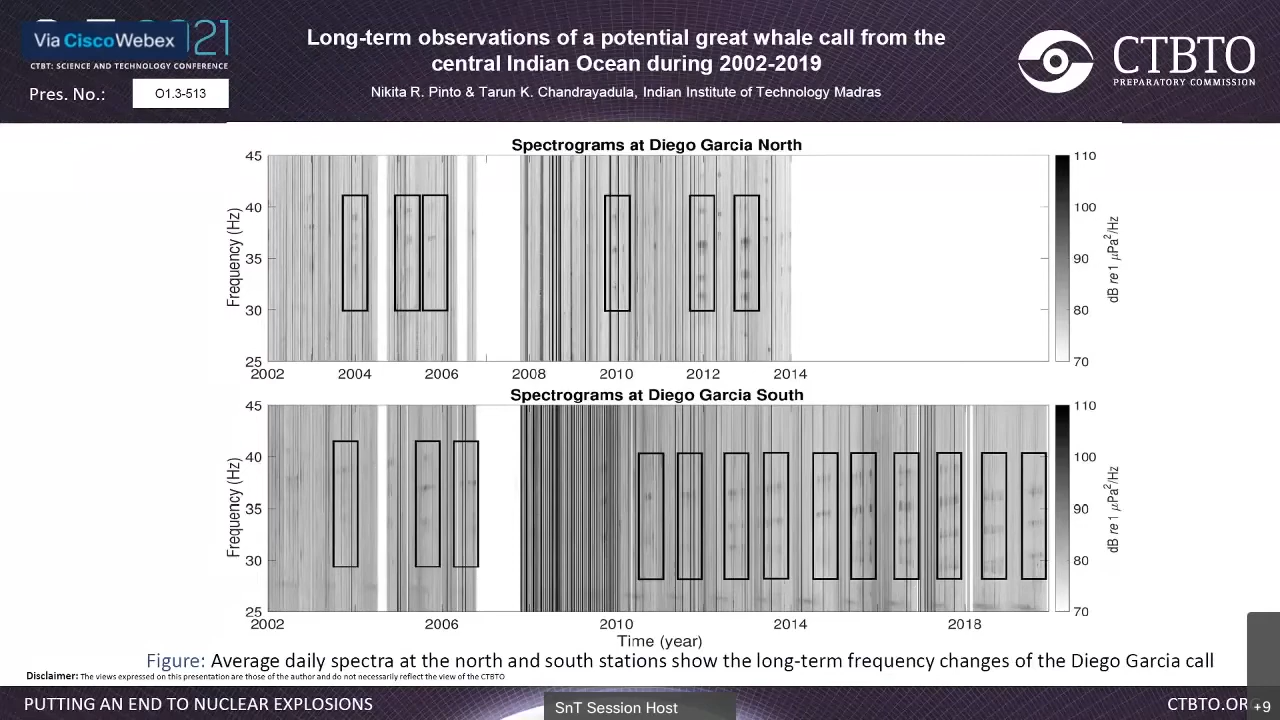 Via Cisco Webex
21
CTBT: SCIENCE AND TECHNOLOGY CONFERENCE
Pres. No.:
O1.3-513
Long-term observations of a potential great whale call from the
central Indian Ocean during 2002-2019
Nikita R. Pinto & Tarun K. Chandrayadula, Indian Institute of Technology Madras
CTBTO
PREPARATORY COMMISSION
Spectrograms at Diego Garcia North
Frequency (Hz)
45
40
35
30
25
2002
2004
2006
2008
2010
2012
2014
110
100
90
80
70
dB re 1 μPa²/Hz
Spectrograms at Diego Garcia South
Frequency (Hz)
45
40
35
30
25
2002
2006
2010
2014
2018
Time (year)
110
100
90
80
70
dB re 1 μPa²/Hz
Figure: Average daily spectra at the north and south stations show the long-term frequency changes of the Diego Garcia call
Disclaimer: The views expressed on this presentation are those of the author and do not necessarily reflect the view of the CTBTO
PUTTING AN END TO NUCLEAR EXPLOSIONS
SnT Session Host
CTBTO.OR
+9